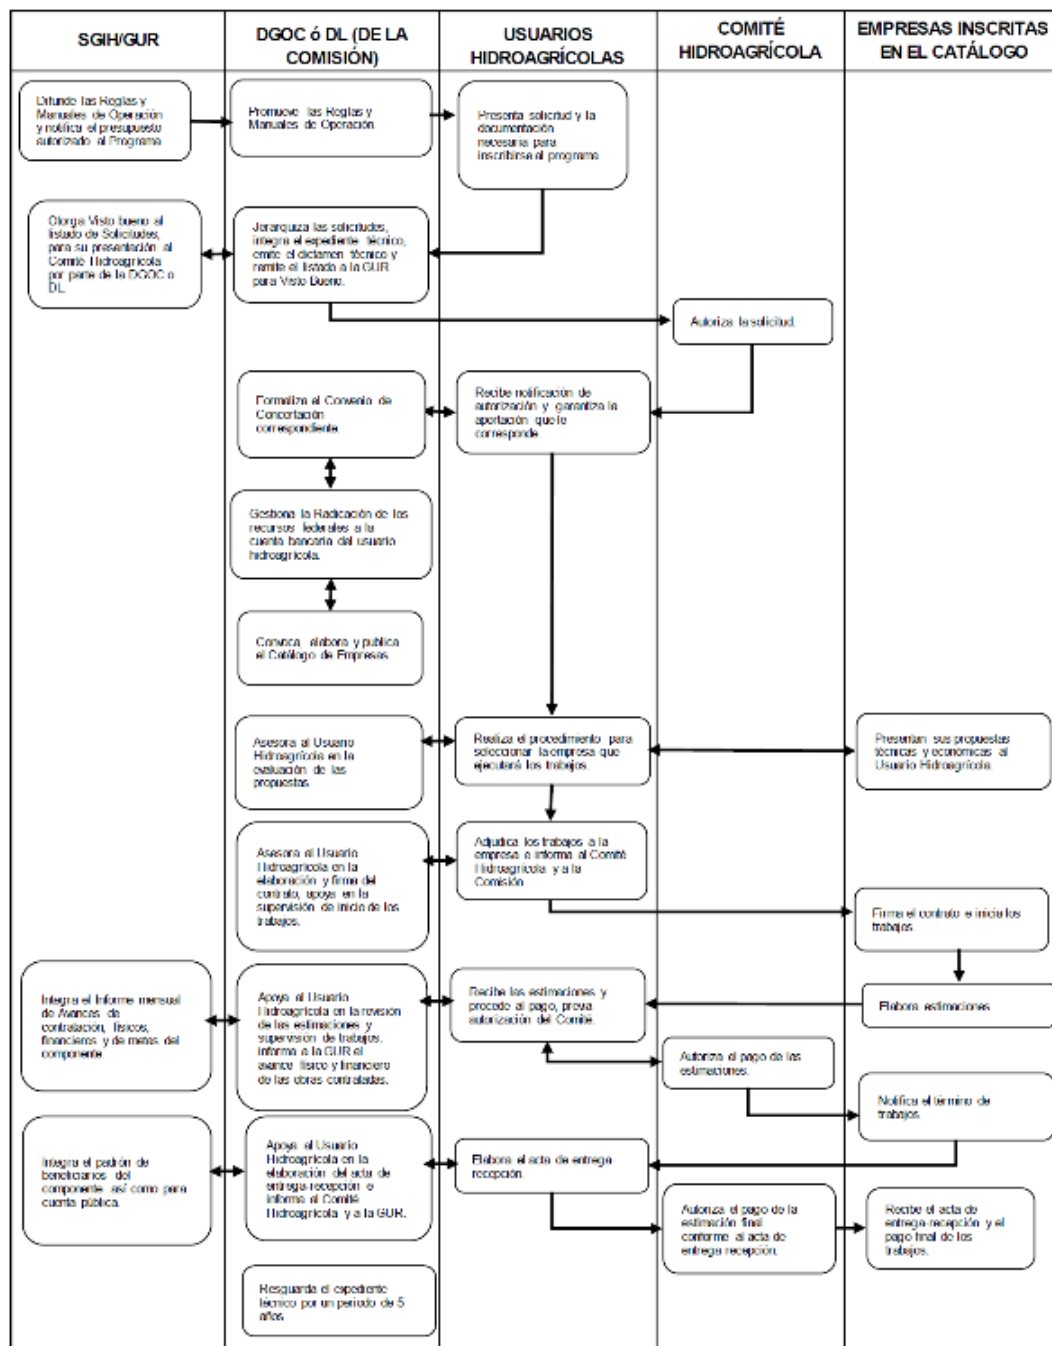 SGIH/GUR
DGOC ó DL (DE LA
COMISIÓN)
USUARIOS
HIDROAGRÍCOLAS
COMITÉ
HIDROAGRÍCOLA
EMPRESAS INSCRITAS
EN EL CATÁLOGO
Difunde las Reglas y
Manuales de Operación
y notifica el presupuesto
autorizado al Programa
Promueve las Reglas y
Manuales de Operación.
Presenta solicitud y la
documentación
necesaria para
inscribirse al programa
Otorga Visto bueno al
listado de Solicitudes,
para su presentación al
Comité Hidroagrícola
por parte de la DGOC o
DL
Jerarquiza las solicitudes,
integra el expediente técnico,
emite el dictamen técnico y
remite el listado a la GUR
para Visto Bueno.
Autoriza la solicitud.
Formaliza el Convenio de
Concertación
correspondiente
Recibe notificación de
autorización y garantiza la
aportación que le
corresponde
Gestiona la Radicación de los
recursos federales a la
cuenta bancaria del usuario
hidroagrícola.
Convoca, elabora y publica
el Catálogo de Empresas
Asesora al Usuario
Hidroagrícola en la
evaluación de las
propuestas
Realiza el procedimiento para
seleccionar la empresa que
ejecutará los trabajos.
Presentan sus propuestas
técnicas y económicas al
Usuario Hidroagrícola
Asesora al Usuario
Hidroagrícola en la
elaboración y firma del
contrato, apoya en la
supervisión de inicio de los
trabajos.
Adjudica los trabajos a la
empresa e informa al Comité
Hidroagrícola y a la
Comisión
Firma el contrato e inicia los
trabajos
Integra el Informe mensual
de Avances de
contratación, físicos,
financieros y de metas del
componente
Apoya al Usuario
Hidroagrícola en la revisión
de las estimaciones y
supervisión de trabajos.
informa a la GUR el
avance físico y financiero
de las obras contratadas.
Recibe las estimaciones y
procede al pago, previa
autorización del Comité.
Elabora estimaciones
Autoriza el pago de las
estimaciones.
Notifica el término de
trabajos
Integra el padrón de
beneficiarios del
componente así como para
cuenta pública.
Apoya al Usuario
Hidroagrícola en la
elaboración del acta de
entrega-recepción e
informa al Comité
Hidroagrícola y a la GUR.
Elabora el acta de entrega
recepción.
Autoriza el pago de la
estimación final
conforme al acta de
entrega recepción.
Recibe el acta de
entrega-recepción y el
pago final de los
trabajos.
Resguarda el expediente
técnico por un periodo de 5
años